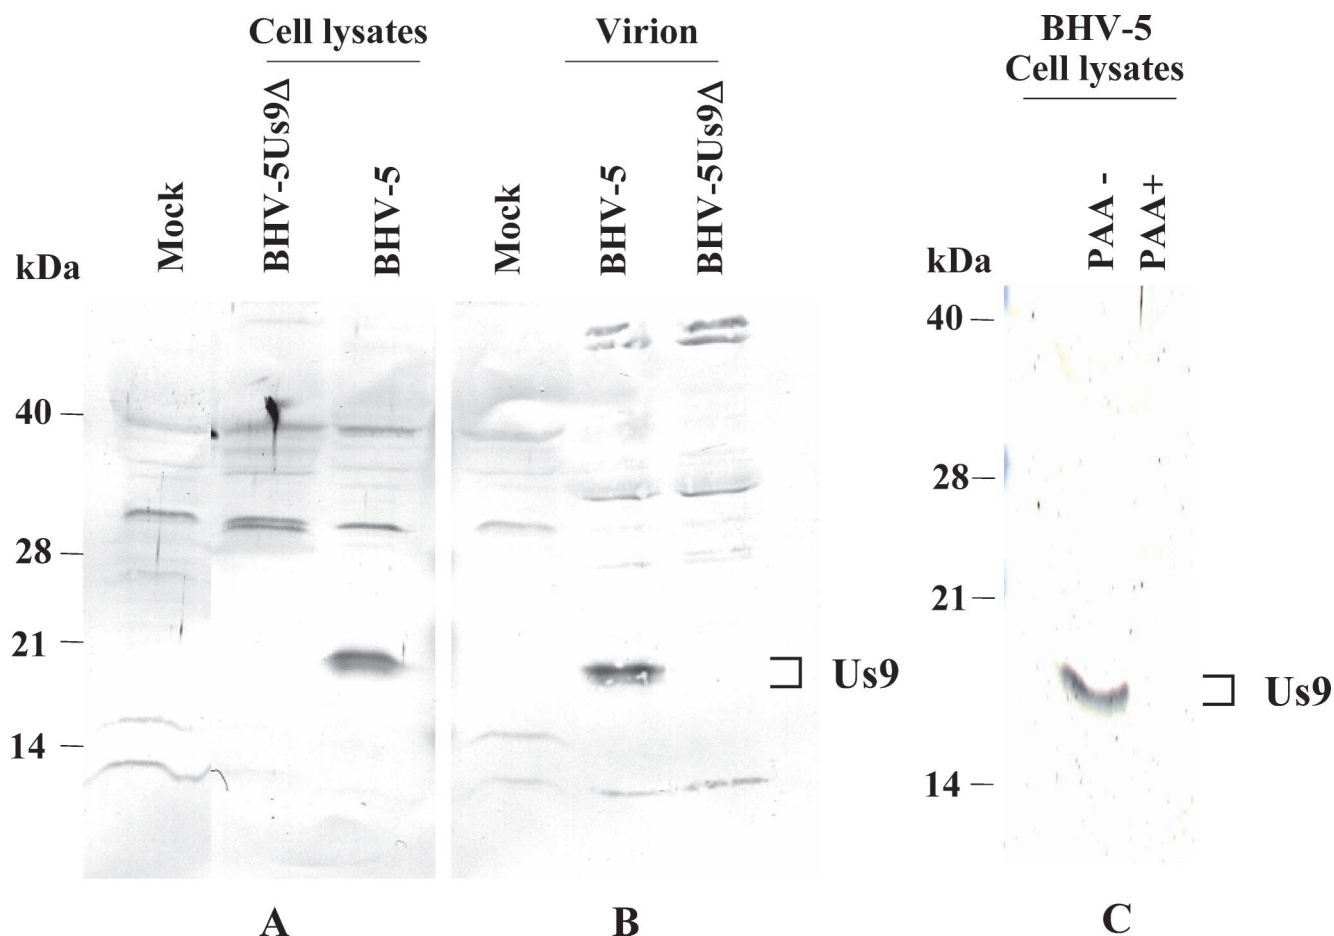 Cell lysates
Virion
BHV-5
Cell lysates
Mock
BHV-5Us9Δ
BHV-5
Mock
BHV-5
BHV-5Us9Δ
PAA -
PAA+
kDa
kDa
40
28
21
14
Us9
40
28
21
14
Us9
A
B
C